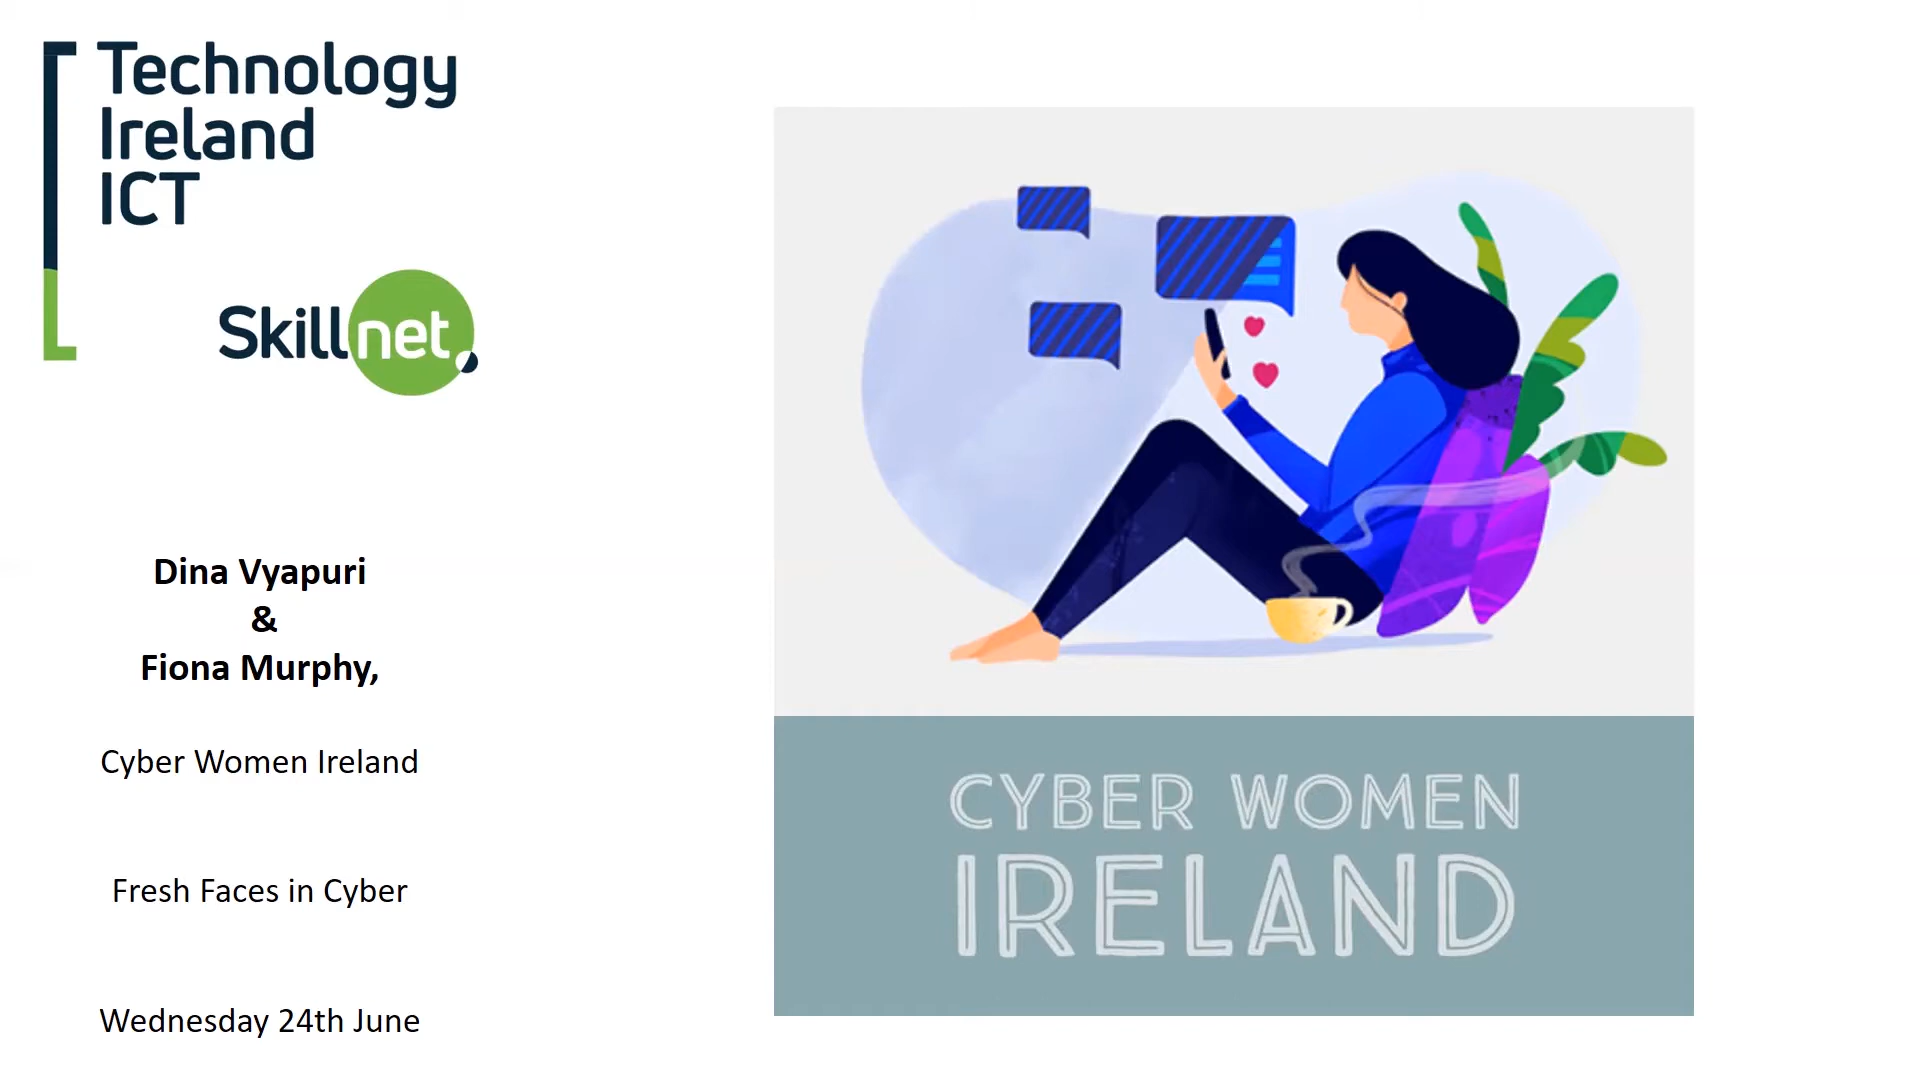 Technology
Ireland
ICT
Skillnet
Dina Vyapuri
&
Fiona Murphy,
Cyber Women Ireland
Fresh Faces in Cyber
Wednesday 24th June
CYBER WOMEN
IRELAND